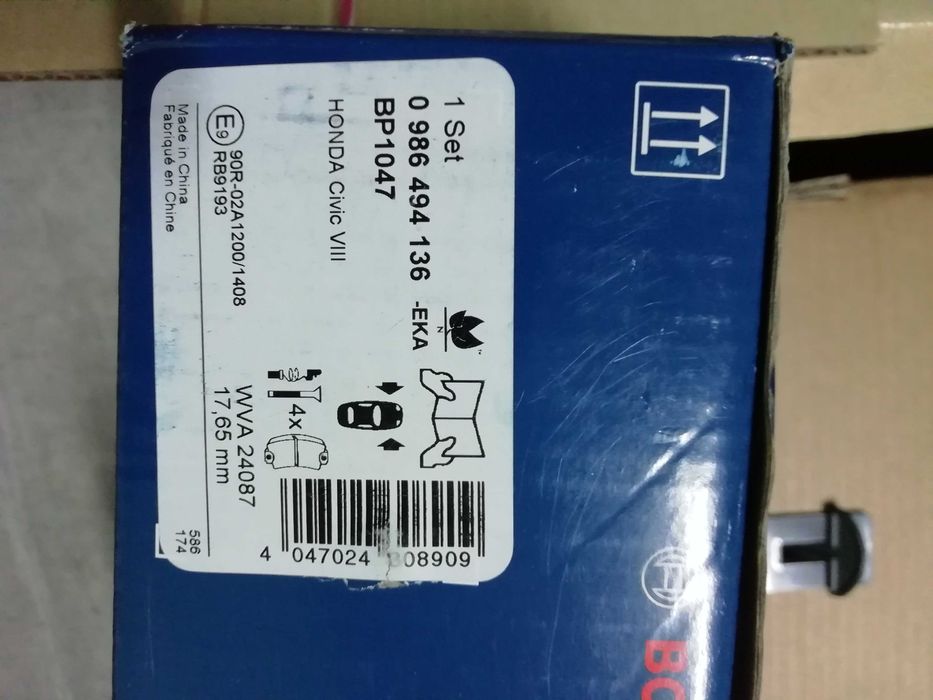 1 Set
0 986 494 136 -EKA
BP1047
HONDA Civic VIII
N
4x
E9
90R-02A1200/1408
RB9193
WVA 24087
17,65 mm
Made in China
Fabriqué en Chine
586
174
4 047024 808909
BO